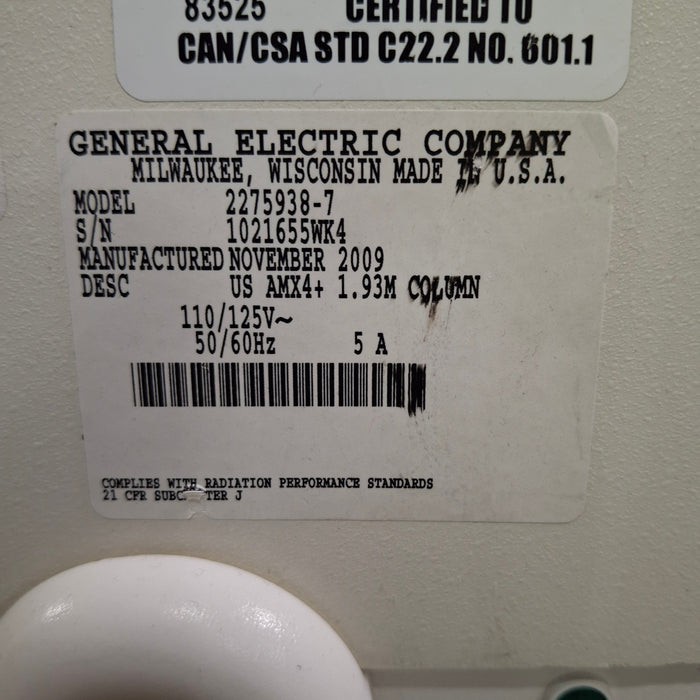 83525 CERTIFIED TO
CAN/CSA STD C22.2 NO. 601.1
GENERAL ELECTRIC COMPANY
MILWAUKEE, WISCONSIN MADE IN U.S.A.
MODEL 2275938-7
S/N 1021655WK4
MANUFACTURED NOVEMBER 2009
DESC US AMX4+ 1.93M COLUMN
110/125V~
50/60Hz 5 A
COMPLIES WITH RADIATION PERFORMANCE STANDARDS
21 CFR SUBCHAPTER J